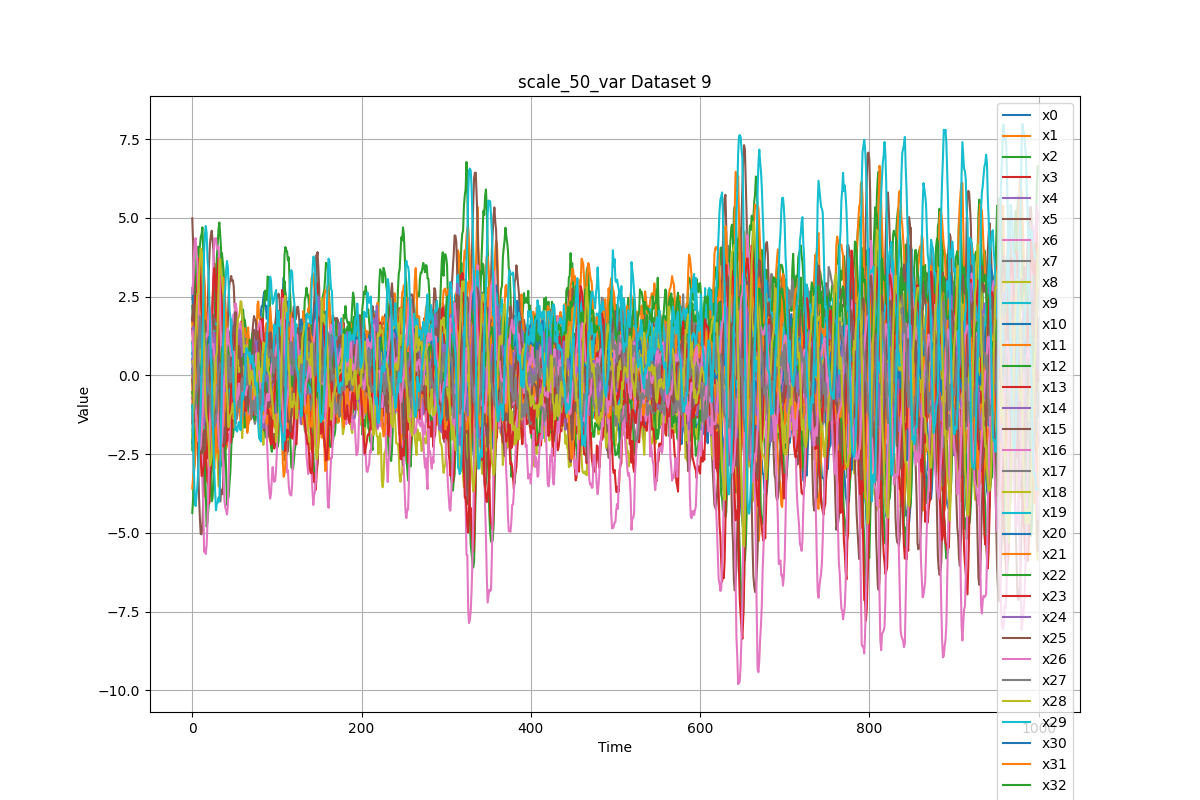 scale_50_var Dataset 9
Value
7.5
5.0
2.5
0.0
−2.5
−5.0
−7.5
−10.0
0
200
400
600
800
1000
Time
x0
x1
x2
x3
x4
x5
x6
x7
x8
x9
x10
x11
x12
x13
x14
x15
x16
x17
x18
x19
x20
x21
x22
x23
x24
x25
x26
x27
x28
x29
x30
x31
x32